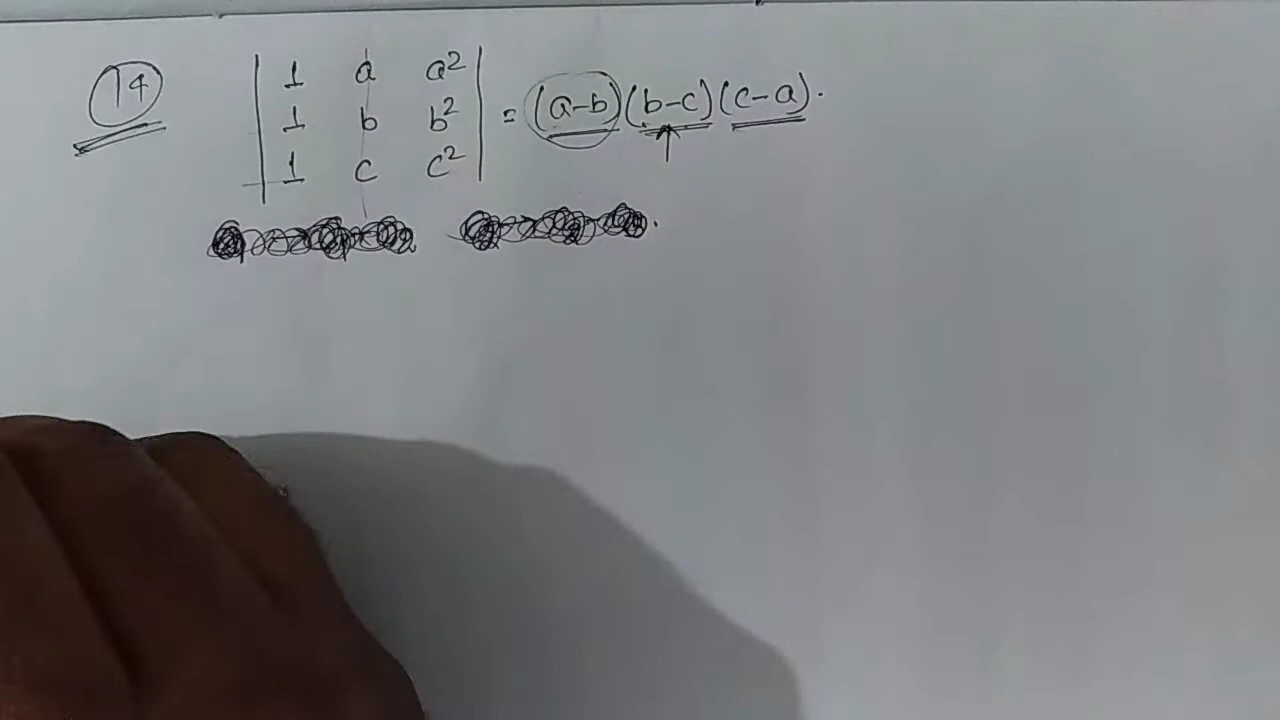 14
| 1 a a² |
| 1 b b² | = (a-b)(b-c)(c-a).
| 1 c c² |